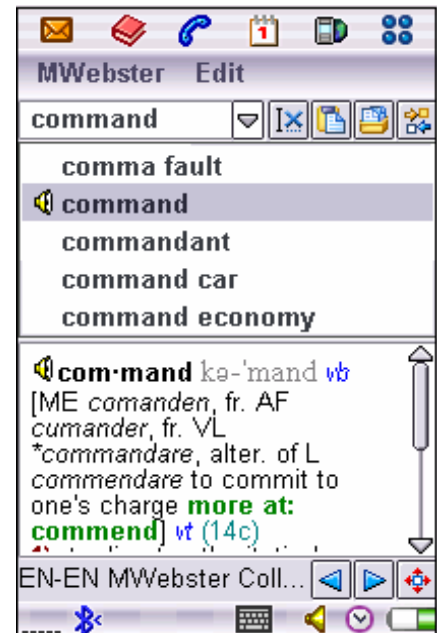 1
MWebster Edit
command
comma fault
command
commandant
command car
command economy
com·mand kə-ˈmand vb
[ME comanden, fr. AF
cumander, fr. VL
*commandare, alter. of L
commendare to commit to
one's charge more at:
commend] vt (14c)
EN-EN MWebster Coll...